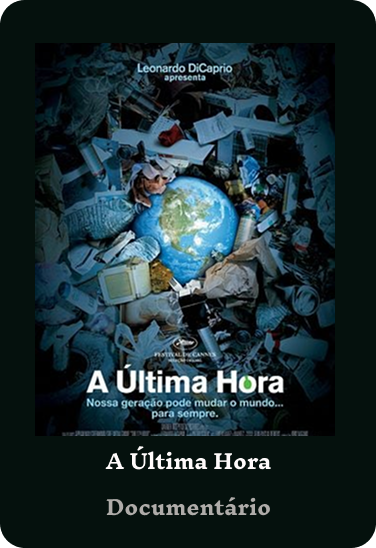 Leonardo DiCaprio
apresenta
FESTIVAL DE CANNES
A Última Hora
Nossa geração pode mudar o mundo...
para sempre.
A Última Hora
Documentário